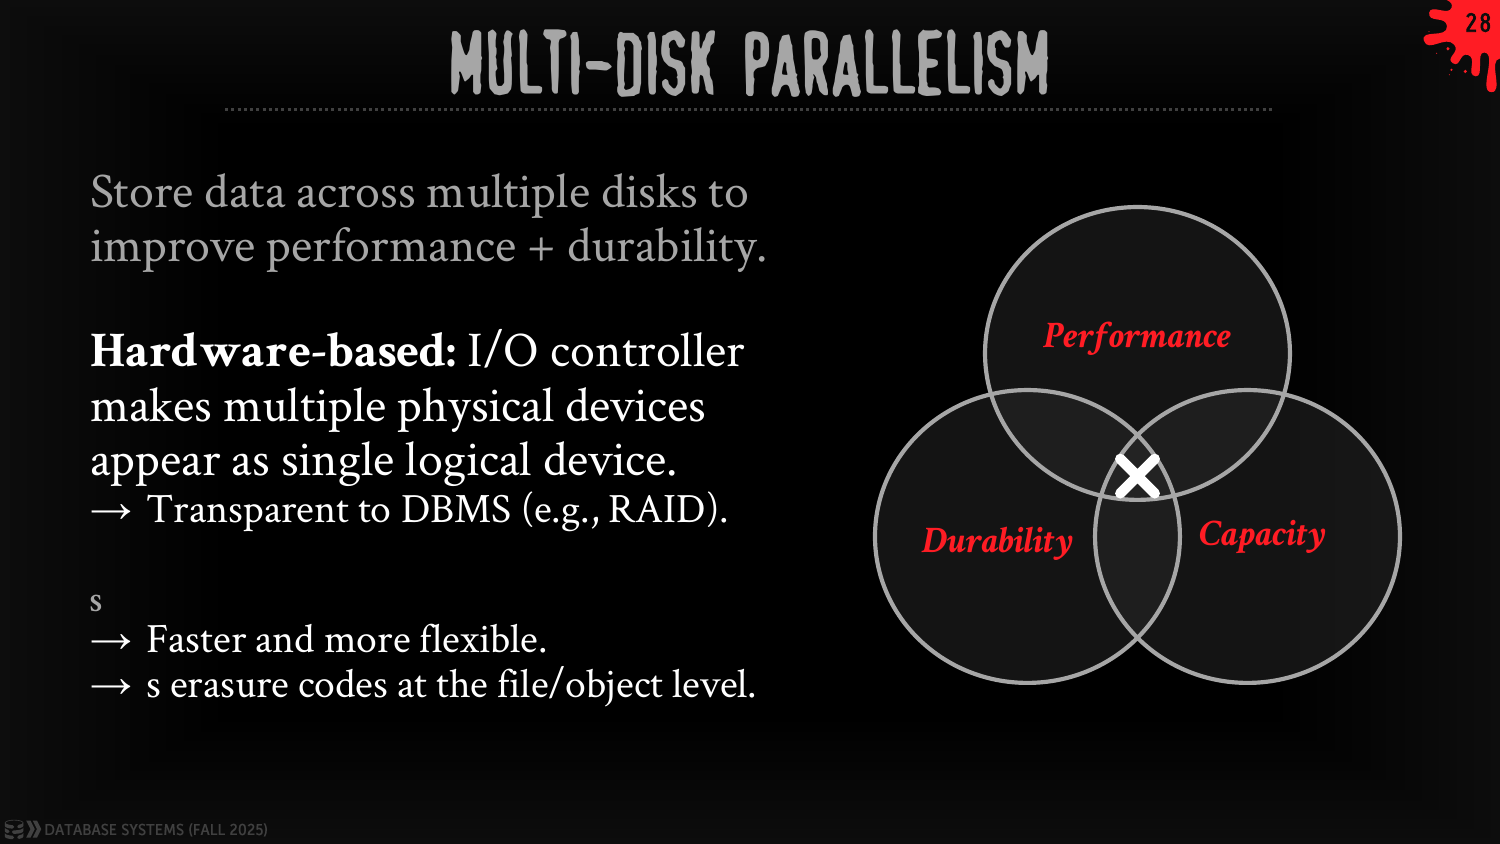 28
MULTI-DISK PARALLELISM
Store data across multiple disks to
improve performance + durability.
Hardware-based: I/O controller
makes multiple physical devices
appear as single logical device.
→ Transparent to DBMS (e.g., RAID).
s
→ Faster and more flexible.
→ s erasure codes at the file/object level.
Performance
Durability
Capacity
DATABASE SYSTEMS (FALL 2025)